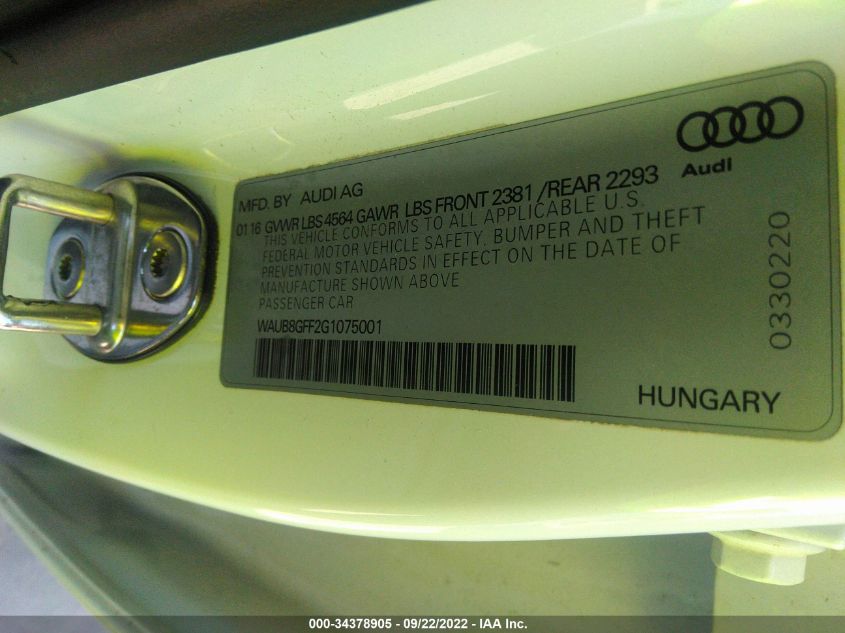 Audi
MFD. BY AUDI AG
01 16 GVWR LBS 4564 GAWR LBS FRONT 2381 /REAR 2293
THIS VEHICLE CONFORMS TO ALL APPLICABLE U.S.
FEDERAL MOTOR VEHICLE SAFETY, BUMPER AND THEFT
PREVENTION STANDARDS IN EFFECT ON THE DATE OF
MANUFACTURE SHOWN ABOVE
PASSENGER CAR
WAUB8GFF2G1075001
0330220
HUNGARY
000-34378905 - 09/22/2022 - IAA Inc.